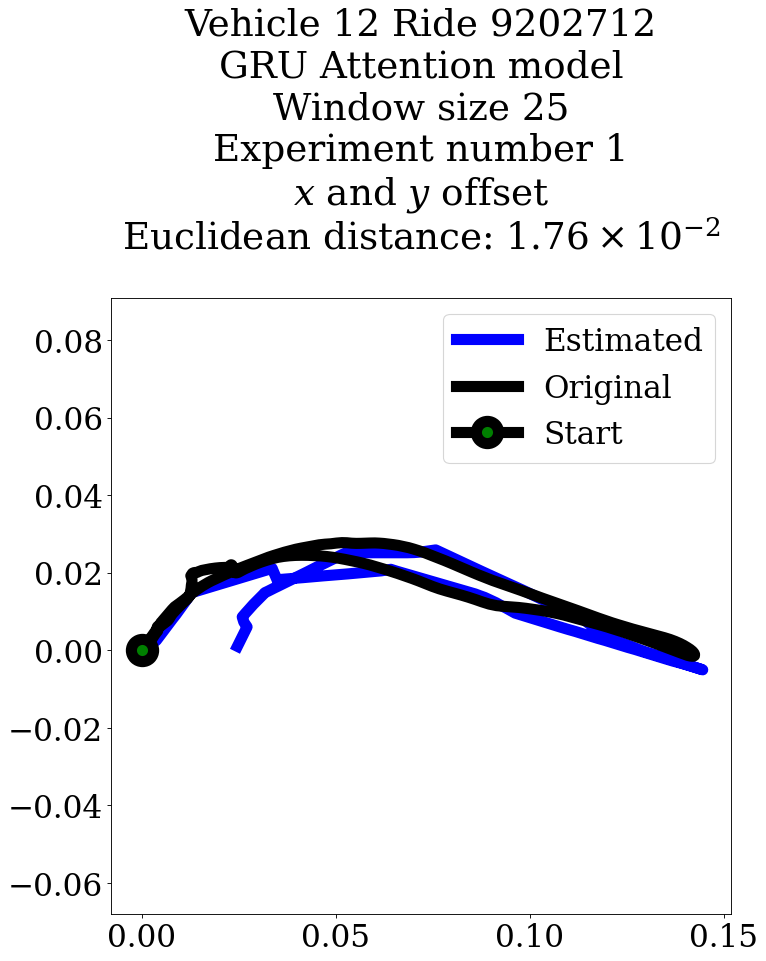 Vehicle 12 Ride 9202712
GRU Attention model
Window size 25
Experiment number 1
x and y offset
Euclidean distance: 1.76 × 10⁻²
Estimated
Original
Start
0.08
0.06
0.04
0.02
0.00
−0.02
−0.04
−0.06
0.00 0.05 0.10 0.15